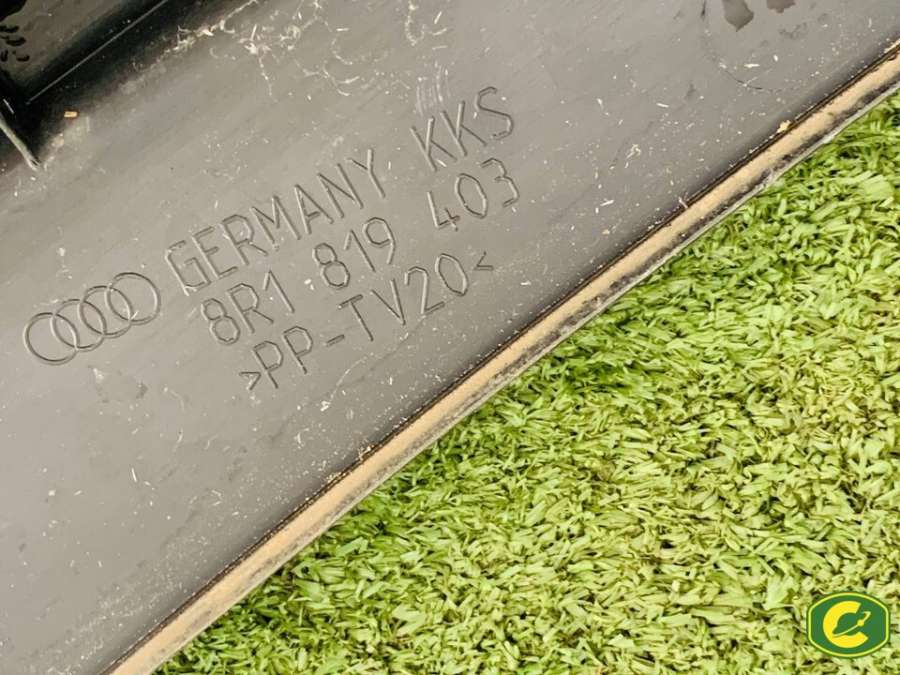 GERMANY KKS
8R1 819 403
>PP-TV20<
C